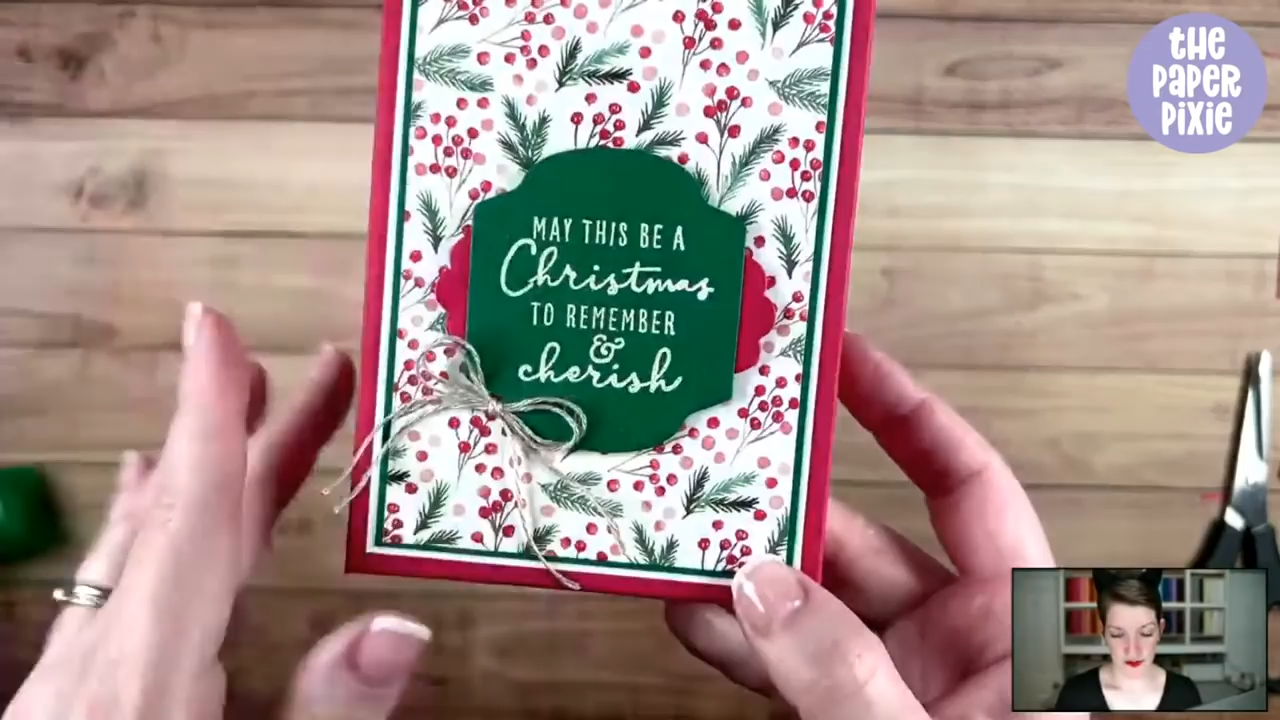 the
PAPER
PiXiE
MAY THIS BE A
Christmas
TO REMEMBER
&
cherish